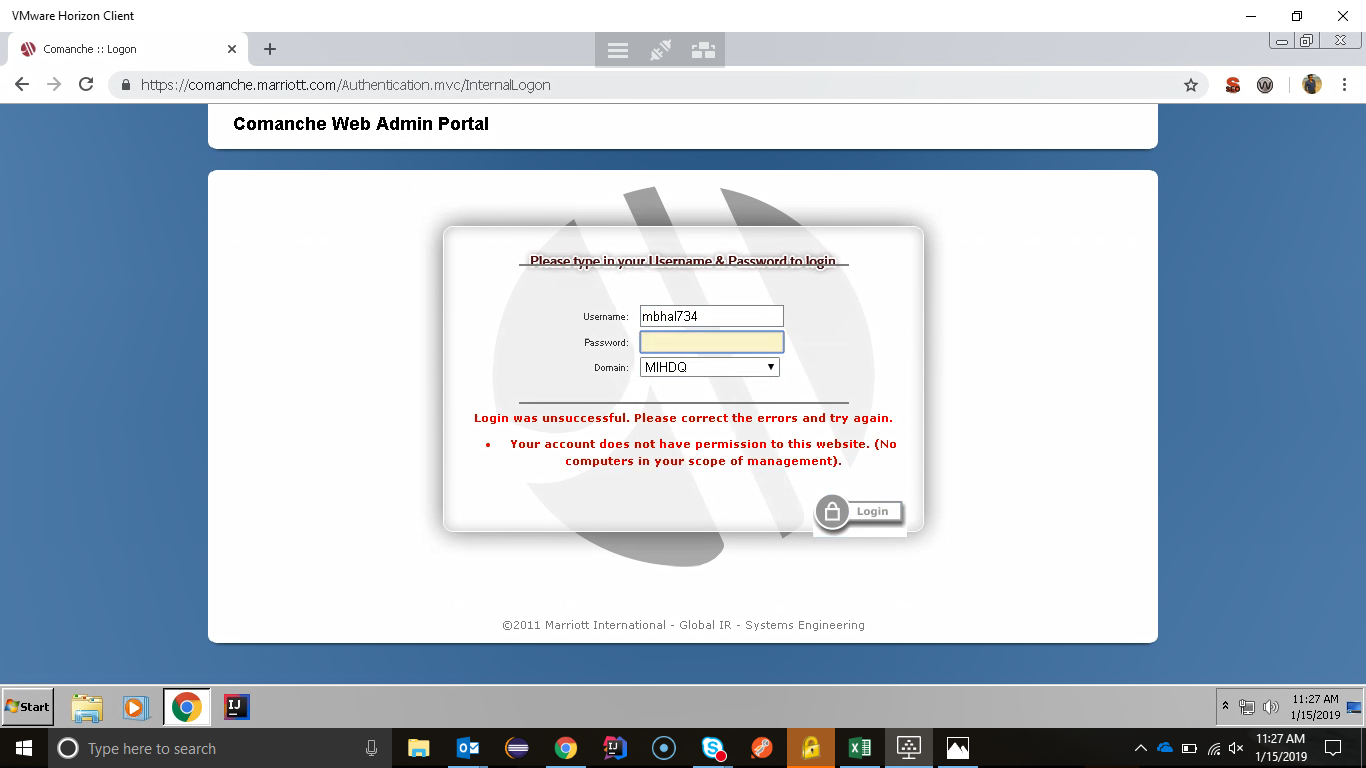 VMware Horizon Client
Comanche :: Logon
https://comanche.marriott.com/Authentication.mvc/InternalLogon
Comanche Web Admin Portal
Please type in your Username & Password to login
Username: mbhal734
Password:
Domain: MIHDQ
Login was unsuccessful. Please correct the errors and try again.
• Your account does not have permission to this website. (No
computers in your scope of management).
Login
©2011 Marriott International - Global IR - Systems Engineering
Start
IJ
11:27 AM
1/15/2019
Type here to search
11:27 AM
1/15/2019